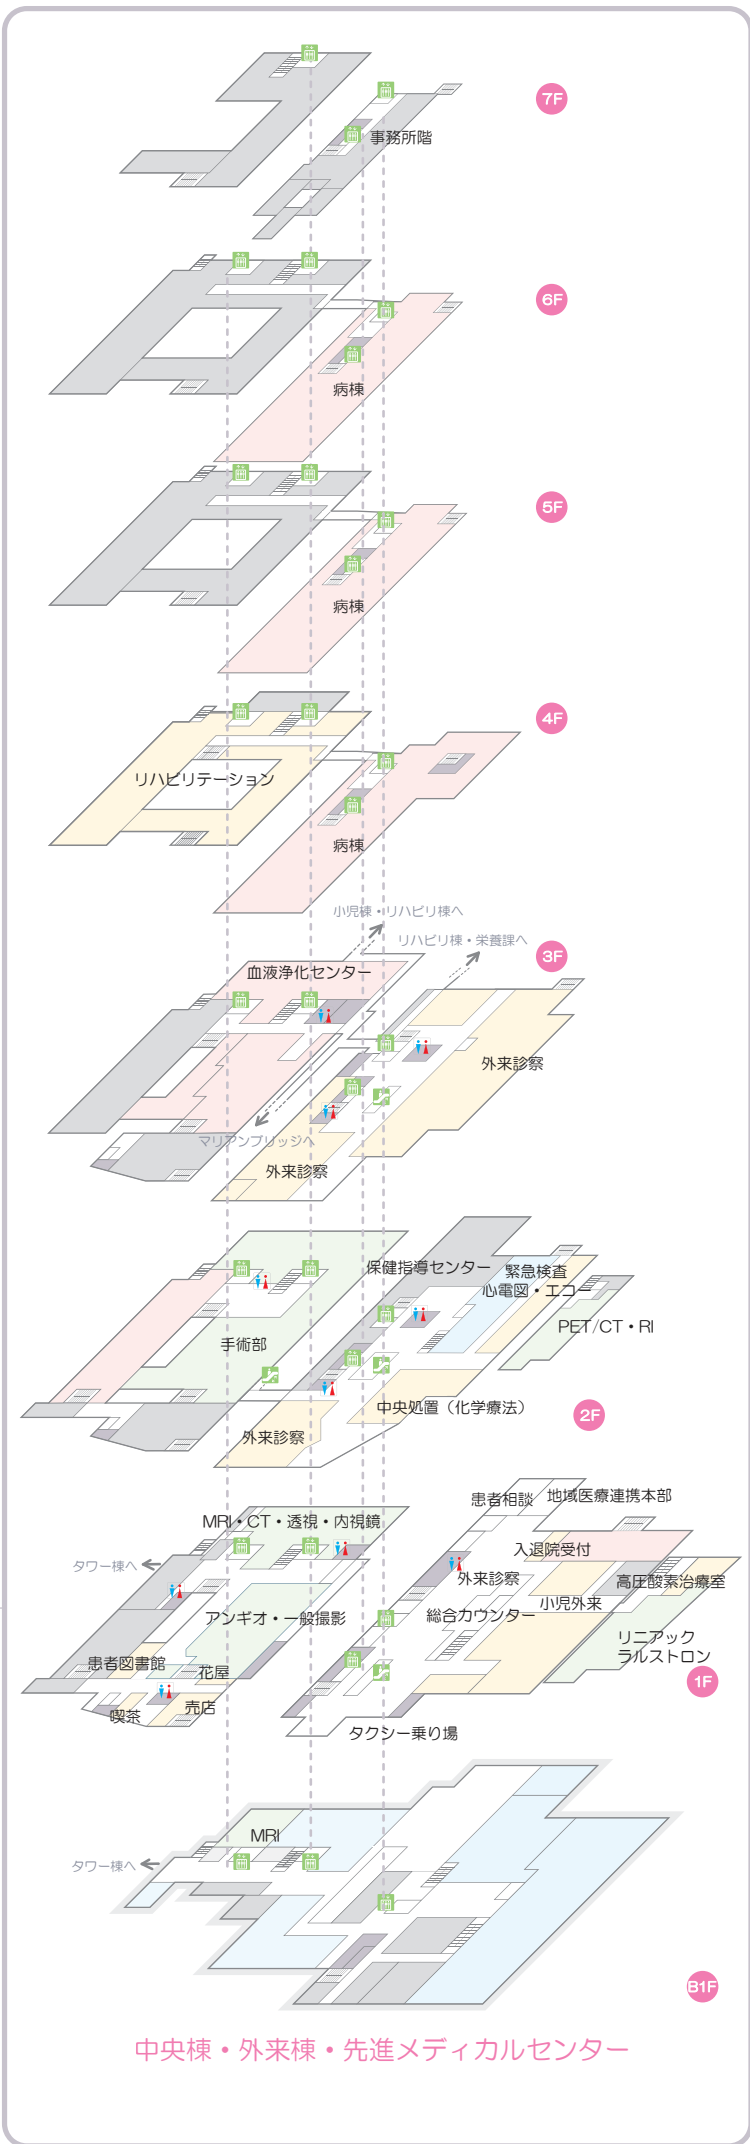 7F
事務所階
6F
病棟
5F
病棟
4F
リハビリテーション
病棟
小児棟・リハビリ棟へ
リハビリ棟・栄養課へ
3F
血液浄化センター
外来診察
マリアンブリッジへ
外来診察
保健指導センター
緊急検査
心電図・エコー
PET/CT・RI
手術部
中央処置（化学療法）
2F
外来診察
患者相談
地域医療連携本部
MRI・CT・透視・内視鏡
入退院受付
タワー棟へ
外来診察
高圧酸素治療室
小児外来
アンギオ・一般撮影
総合カウンター
リニアック
ラルストロン
患者図書館
花屋
1F
売店
喫茶
タクシー乗り場
MRI
タワー棟へ
B1F
中央棟・外来棟・先進メディカルセンター